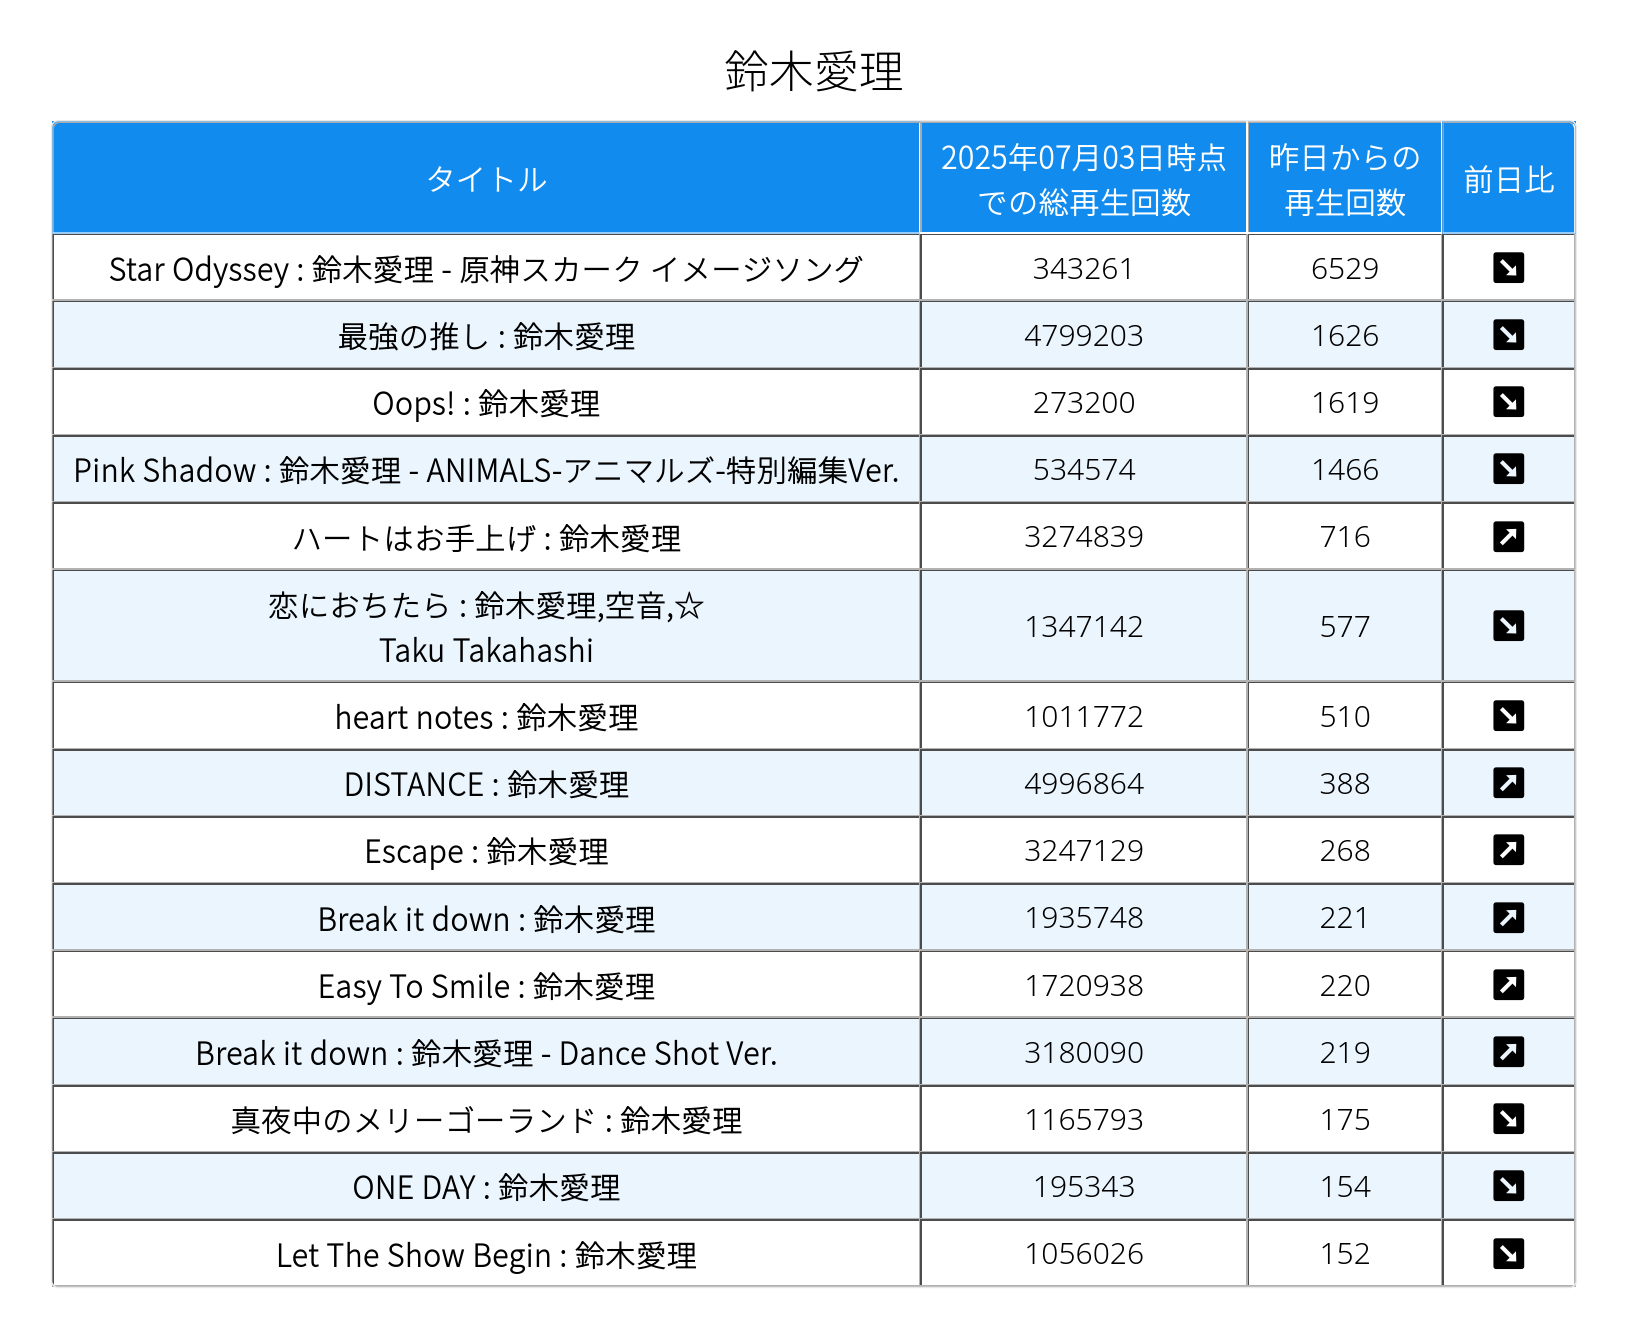 鈴木愛理
タイトル
2025年07月03日時点
での総再生回数
昨日からの
再生回数
前日比
Star Odyssey : 鈴木愛理 - 原神スカーク イメージソング 343261 6529 ↘
最強の推し : 鈴木愛理 4799203 1626 ↘
Oops! : 鈴木愛理 273200 1619 ↘
Pink Shadow : 鈴木愛理 - ANIMALS-アニマルズ-特別編集Ver. 534574 1466 ↘
ハートはお手上げ : 鈴木愛理 3274839 716 ↗
恋におちたら : 鈴木愛理,空音,☆
Taku Takahashi 1347142 577 ↘
heart notes : 鈴木愛理 1011772 510 ↘
DISTANCE : 鈴木愛理 4996864 388 ↗
Escape : 鈴木愛理 3247129 268 ↗
Break it down : 鈴木愛理 1935748 221 ↗
Easy To Smile : 鈴木愛理 1720938 220 ↗
Break it down : 鈴木愛理 - Dance Shot Ver. 3180090 219 ↗
真夜中のメリーゴーランド : 鈴木愛理 1165793 175 ↘
ONE DAY : 鈴木愛理 195343 154 ↘
Let The Show Begin : 鈴木愛理 1056026 152 ↘